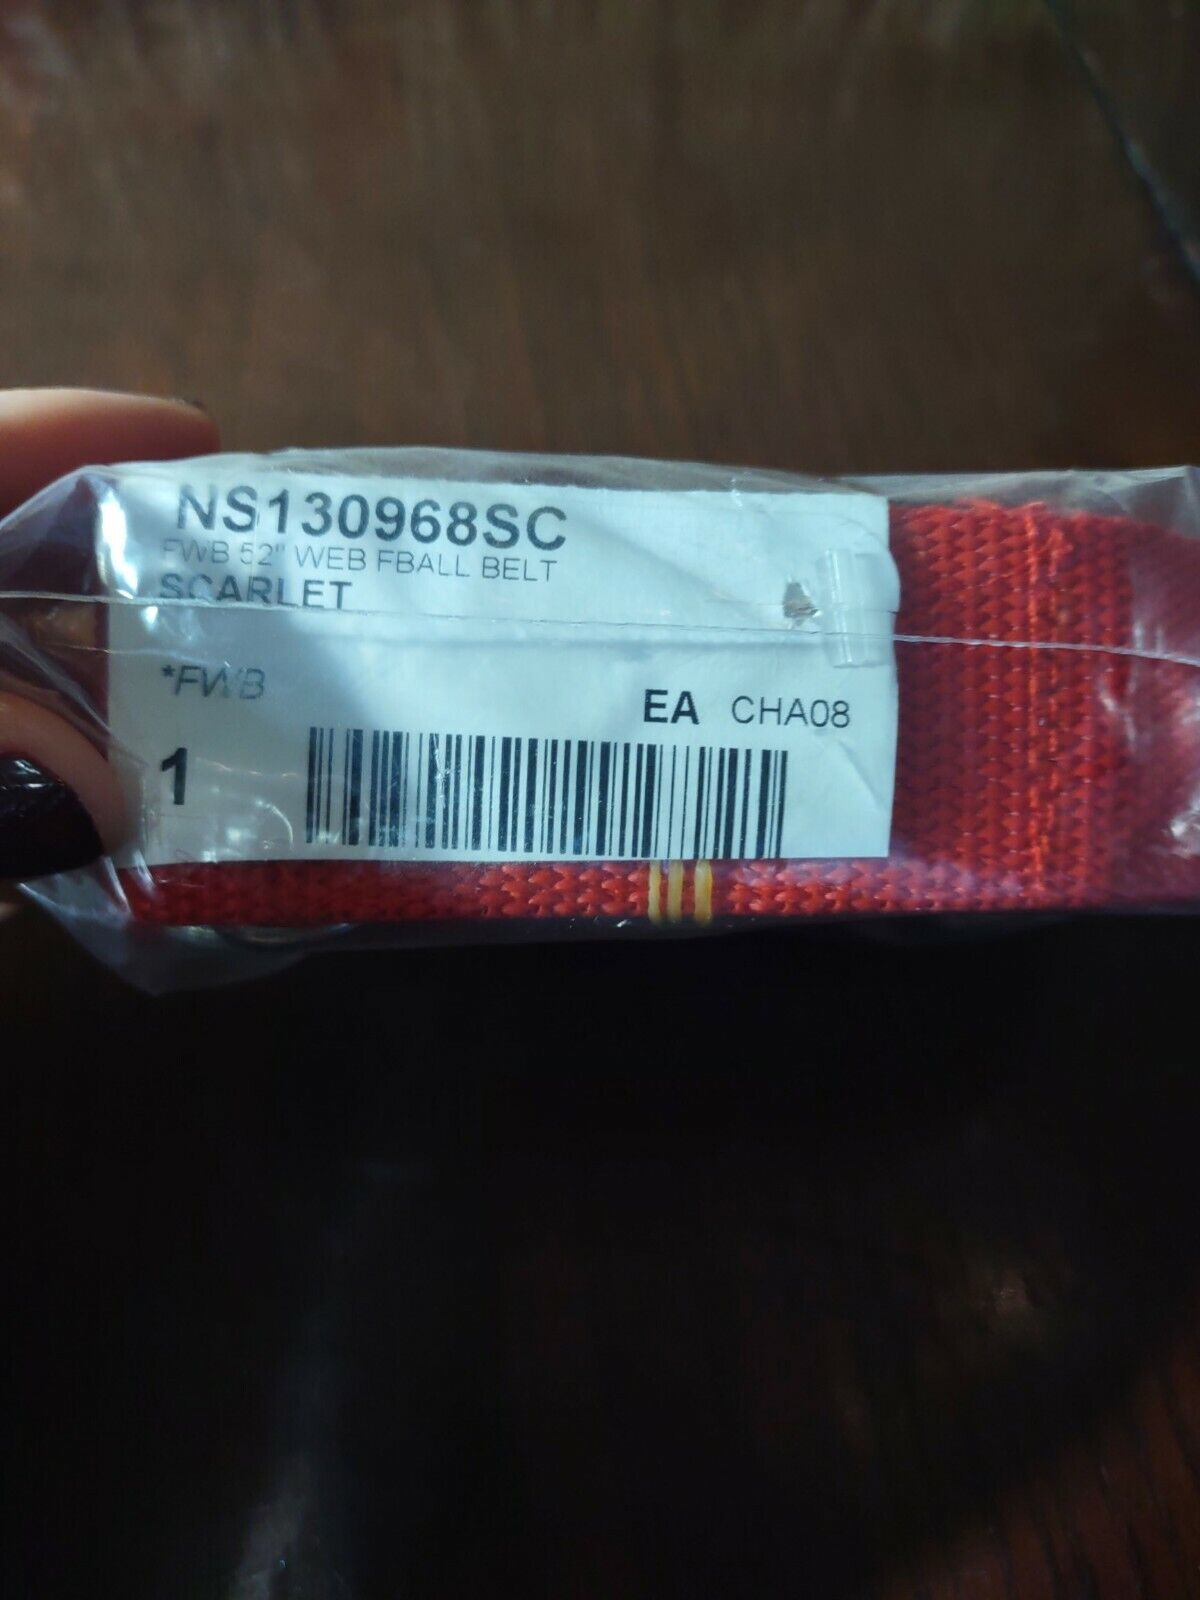 NS130968SC
FWB 52" WEB FBALL BELT
SCARLET
*FWB
EA CHA08
1